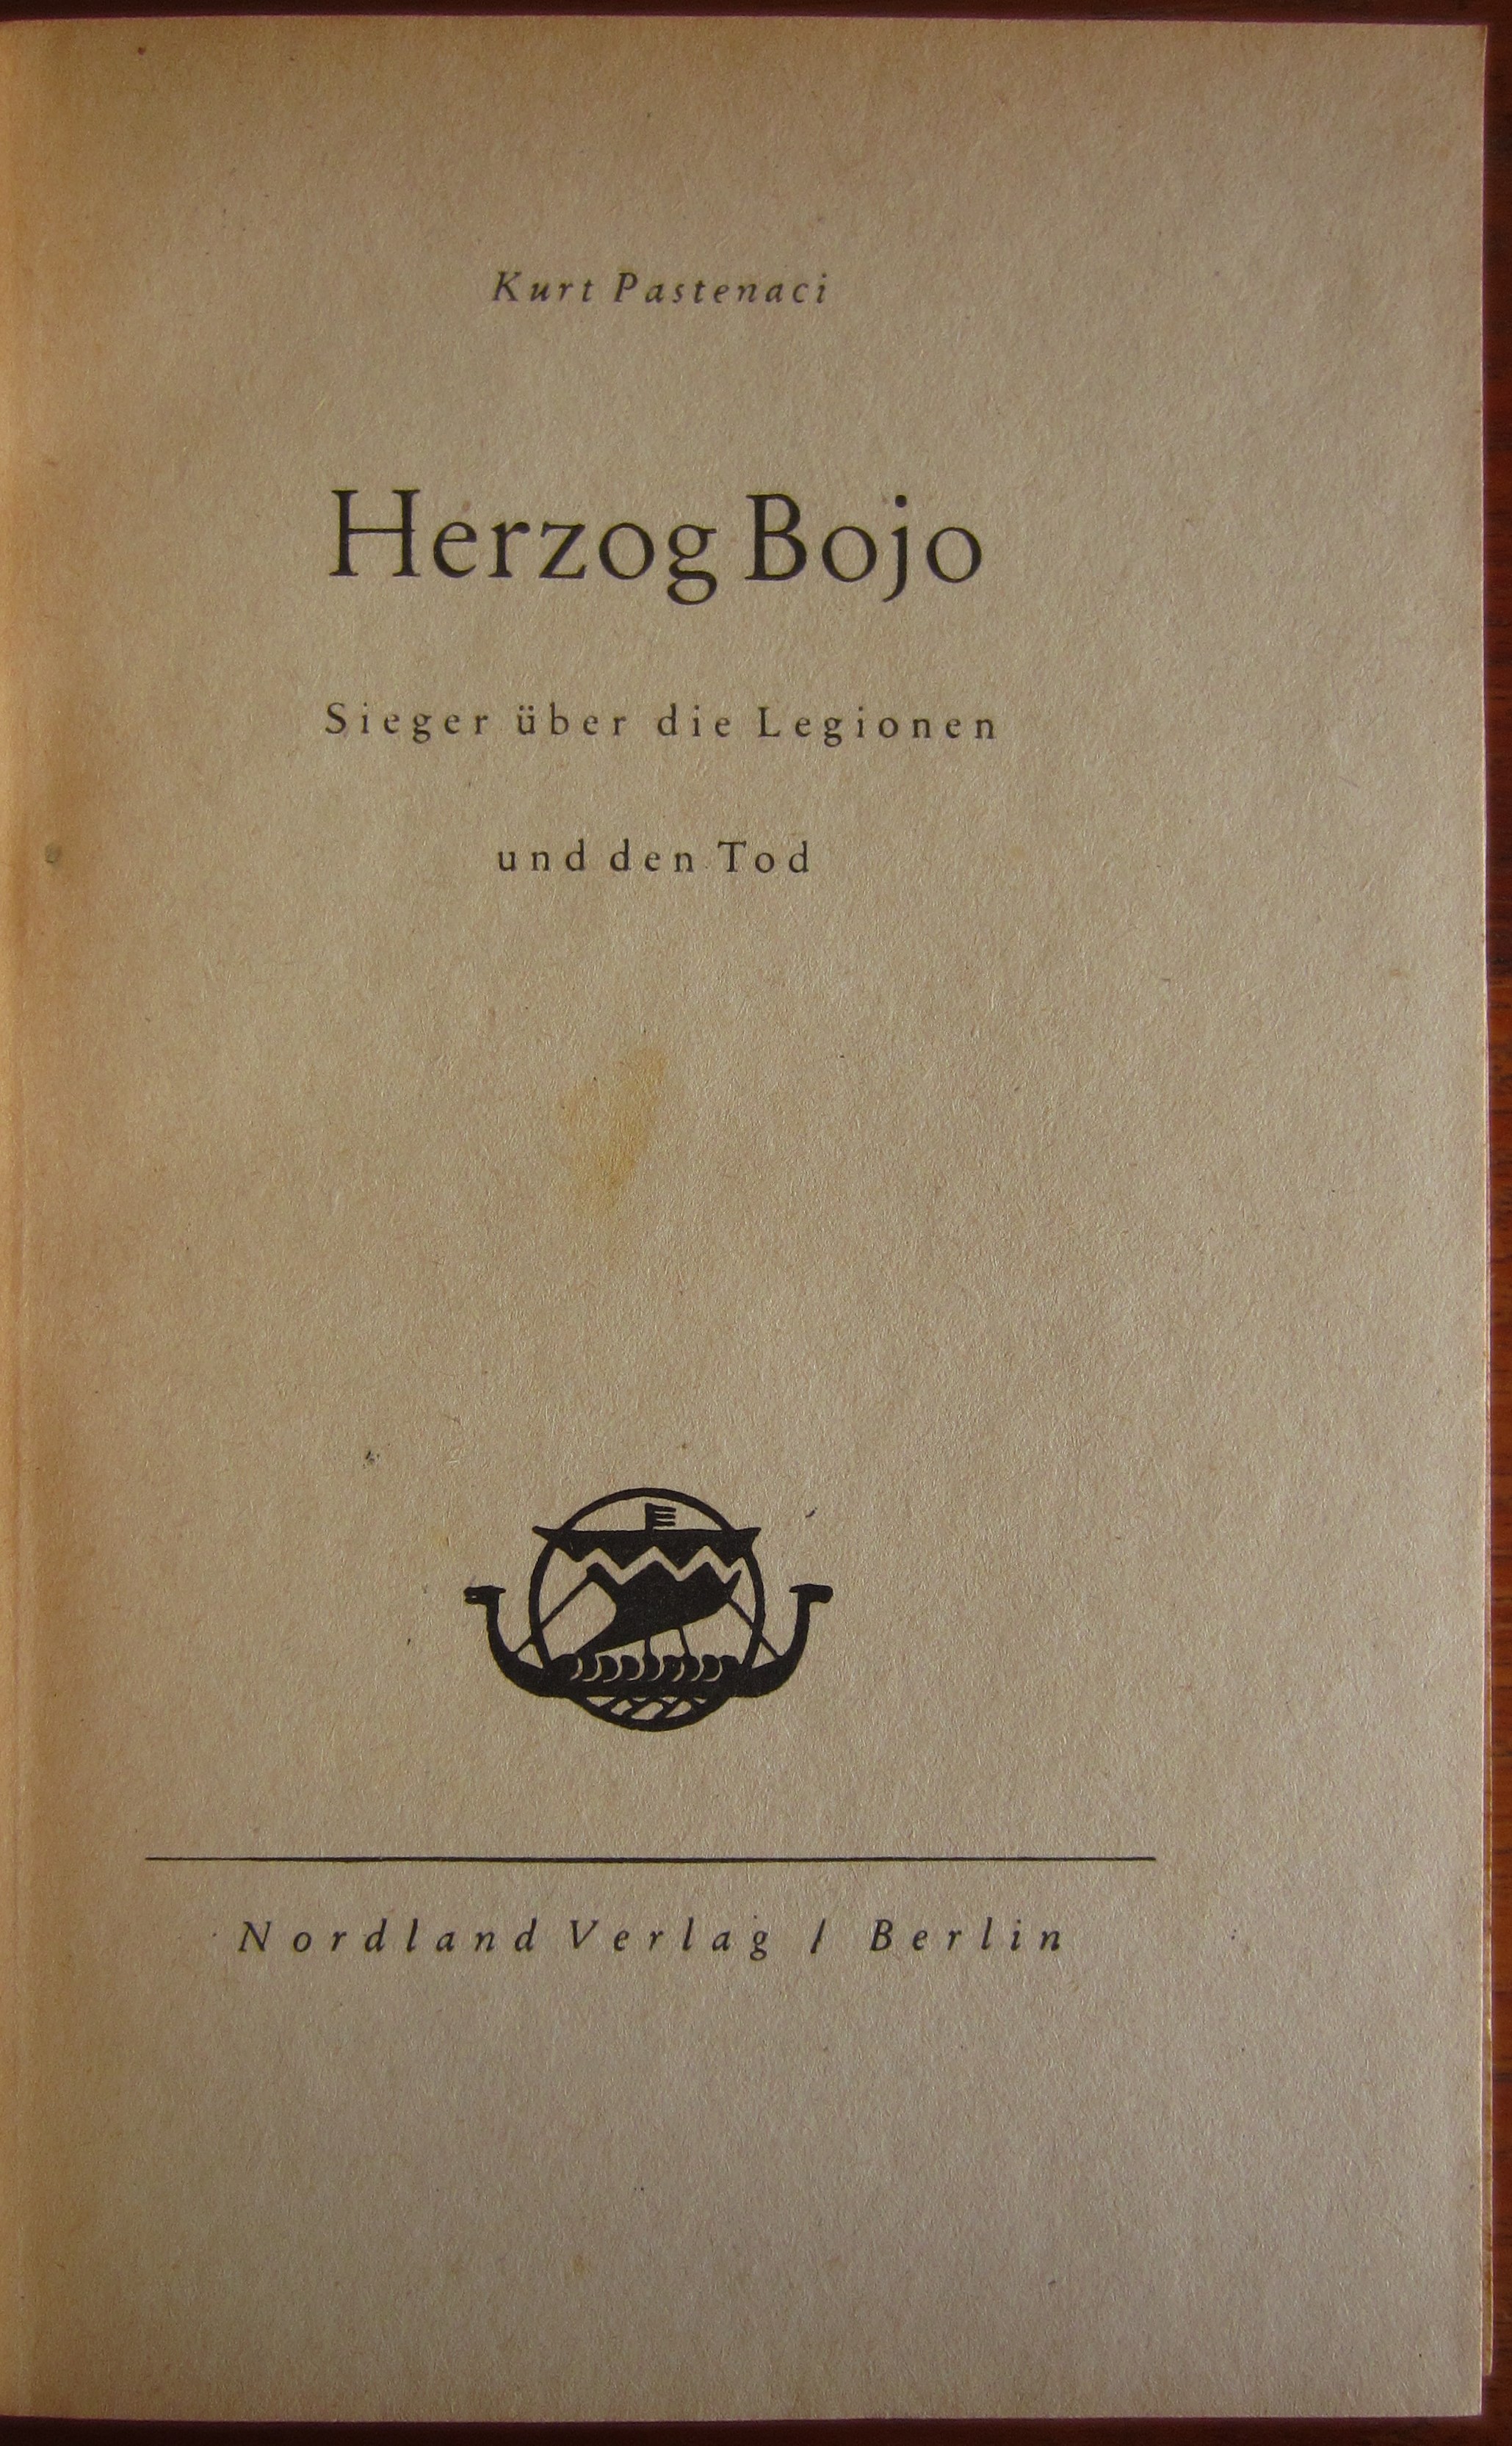 Kurt Pastenaci
Herzog Bojo
Sieger über die Legionen
und den Tod
Nordland Verlag / Berlin